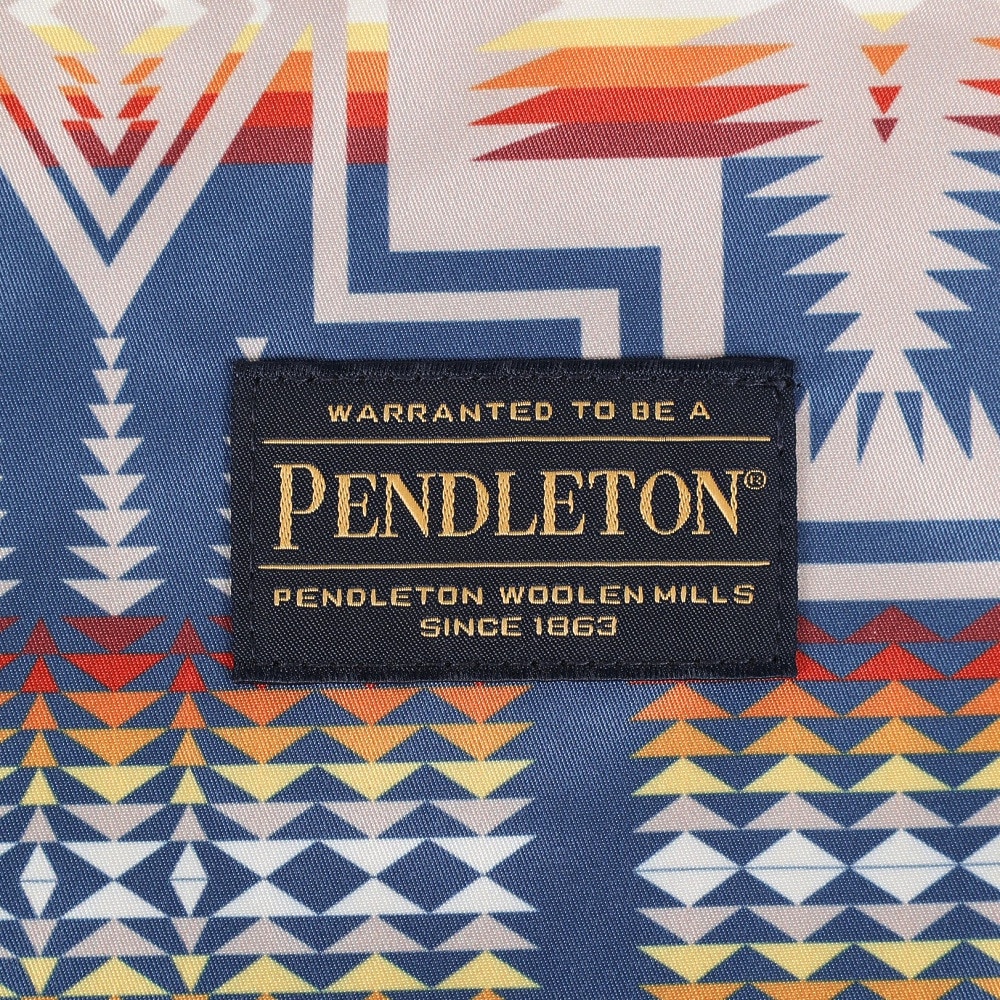 WARRANTED TO BE A
PENDLETON®
PENDLETON WOOLEN MILLS
SINCE 1863